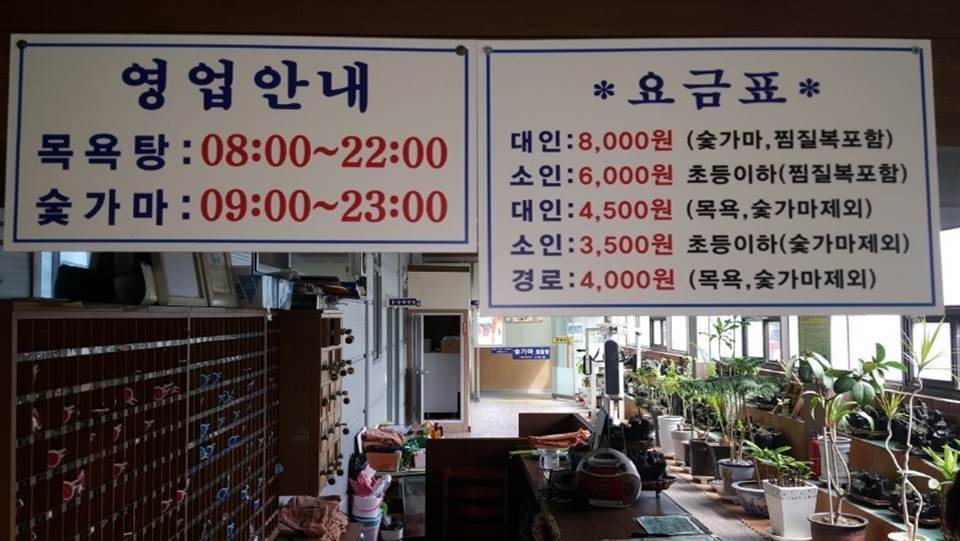 영업안내
목욕탕:08:00~22:00
숯가마:09:00~23:00
*요금표*
대인:8,000원 (숯가마,찜질복포함)
소인:6,000원 초등이하(찜질복포함)
대인:4,500원 (목욕,숯가마제외)
소인:3,500원 초등이하(숯가마제외)
경로:4,000원 (목욕,숯가마제외)